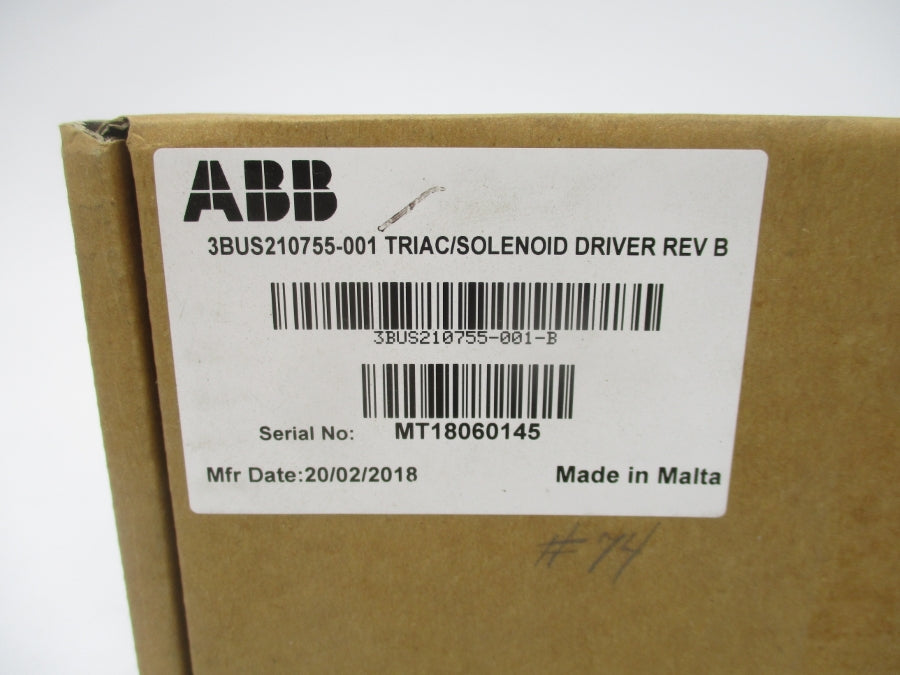 ABB
3BUS210755-001 TRIAC/SOLENOID DRIVER REV B
3BUS210755-001-B
Serial No: MT18060145
Mfr Date:20/02/2018 Made in Malta
#74